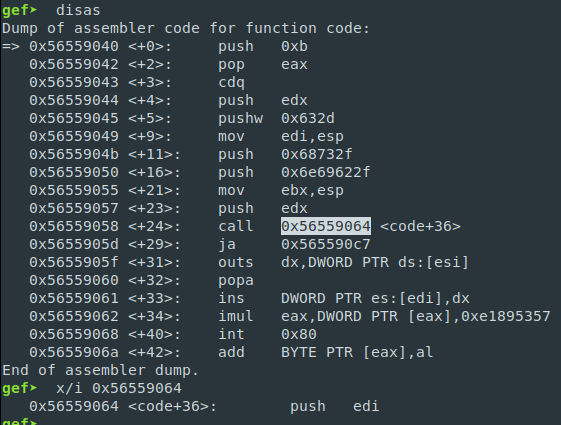 gef➤  disas
Dump of assembler code for function code:
=> 0x56559040 <+0>:     push   0xb
   0x56559042 <+2>:     pop    eax
   0x56559043 <+3>:     cdq
   0x56559044 <+4>:     push   edx
   0x56559045 <+5>:     pushw  0x632d
   0x56559049 <+9>:     mov    edi,esp
   0x5655904b <+11>:    push   0x68732f
   0x56559050 <+16>:    push   0x6e69622f
   0x56559055 <+21>:    mov    ebx,esp
   0x56559057 <+23>:    push   edx
   0x56559058 <+24>:    call   0x56559064 <code+36>
   0x5655905d <+29>:    ja     0x565590c7
   0x5655905f <+31>:    outs   dx,DWORD PTR ds:[esi]
   0x56559060 <+32>:    popa
   0x56559061 <+33>:    ins    DWORD PTR es:[edi],dx
   0x56559062 <+34>:    imul   eax,DWORD PTR [eax],0xe1895357
   0x56559068 <+40>:    int    0x80
   0x5655906a <+42>:    add    BYTE PTR [eax],al
End of assembler dump.
gef➤  x/i 0x56559064
   0x56559064 <code+36>:        push   edi
gef➤